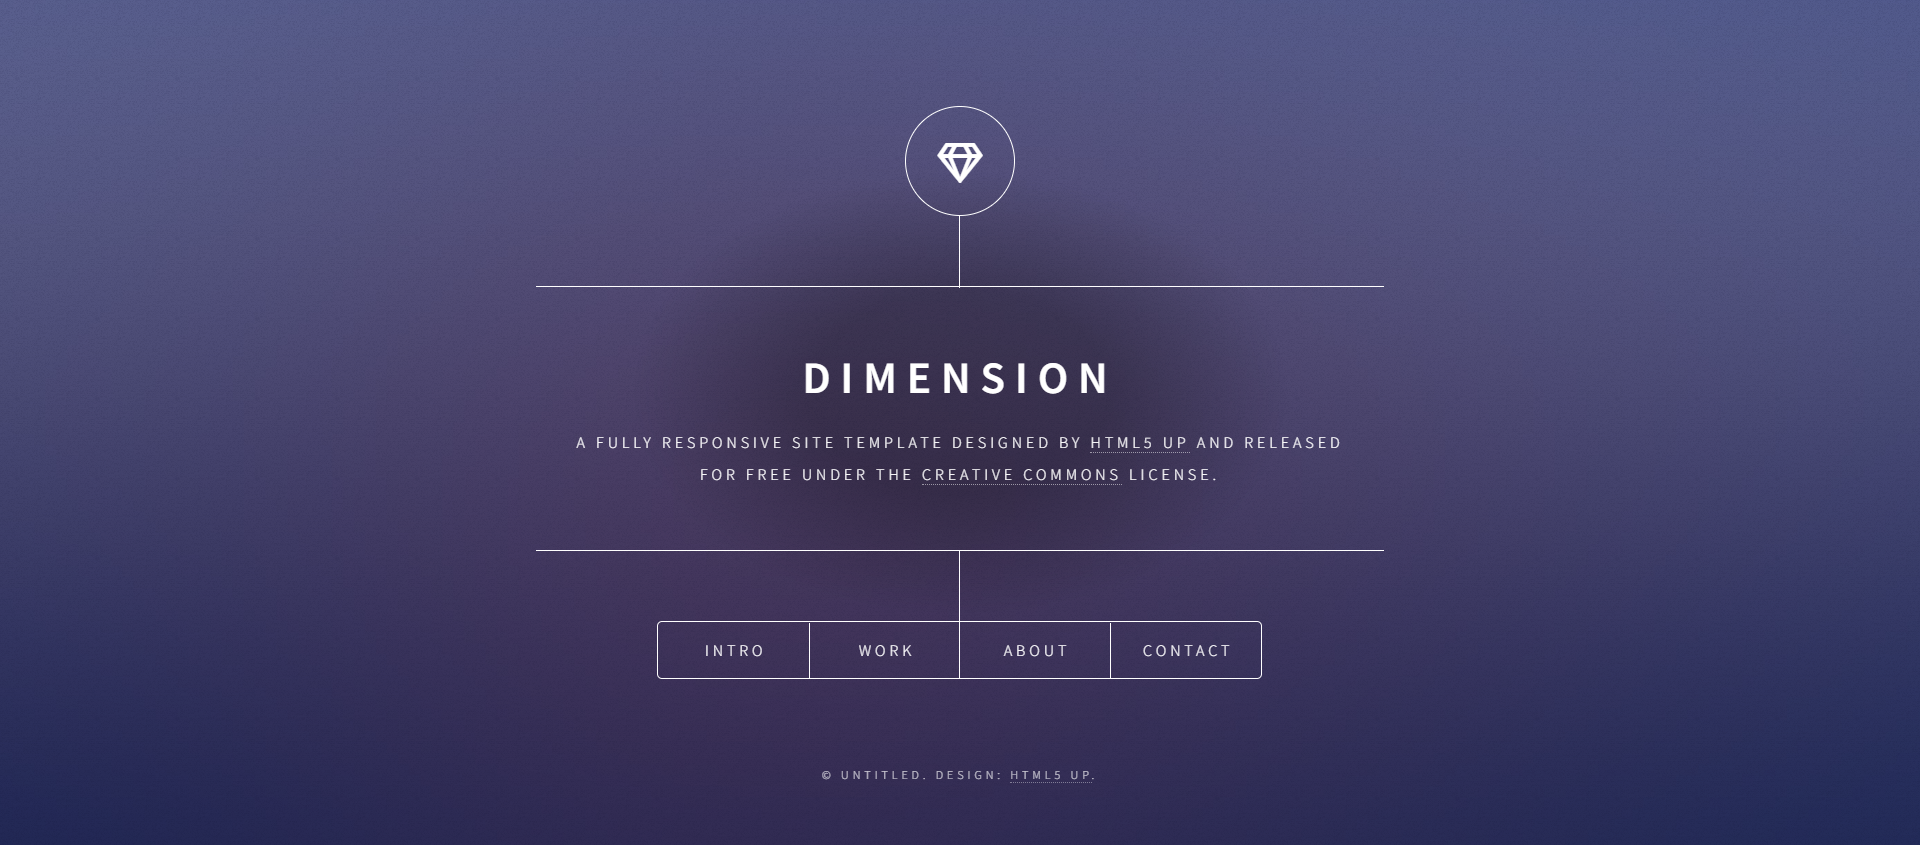 DIMENSION
A FULLY RESPONSIVE SITE TEMPLATE DESIGNED BY HTML5 UP AND RELEASED
FOR FREE UNDER THE CREATIVE COMMONS LICENSE.
INTRO WORK ABOUT CONTACT
© UNTITLED. DESIGN: HTML5 UP.